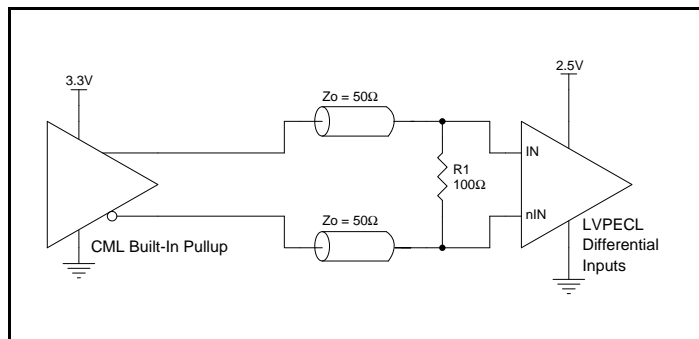 3.3V
2.5V
Zo = 50Ω
IN
R1
100Ω
nIN
Zo = 50Ω
CML Built-In Pullup
LVPECL
Differential
Inputs